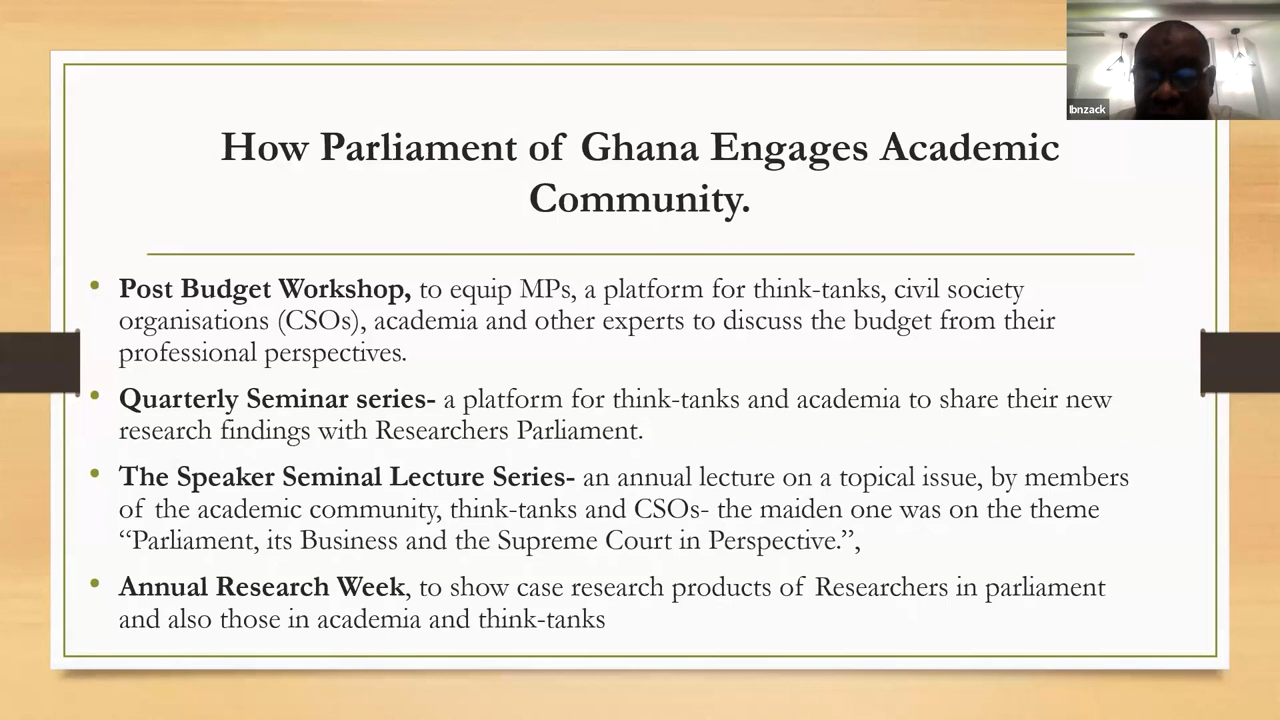 How Parliament of Ghana Engages Academic
Community.
• Post Budget Workshop, to equip MPs, a platform for think-tanks, civil society
organisations (CSOs), academia and other experts to discuss the budget from their
professional perspectives.
• Quarterly Seminar series- a platform for think-tanks and academia to share their new
research findings with Researchers Parliament.
• The Speaker Seminal Lecture Series- an annual lecture on a topical issue, by members
of the academic community, think-tanks and CSOs- the maiden one was on the theme
“Parliament, its Business and the Supreme Court in Perspective.”,
• Annual Research Week, to show case research products of Researchers in parliament
and also those in academia and think-tanks
Ibnzack